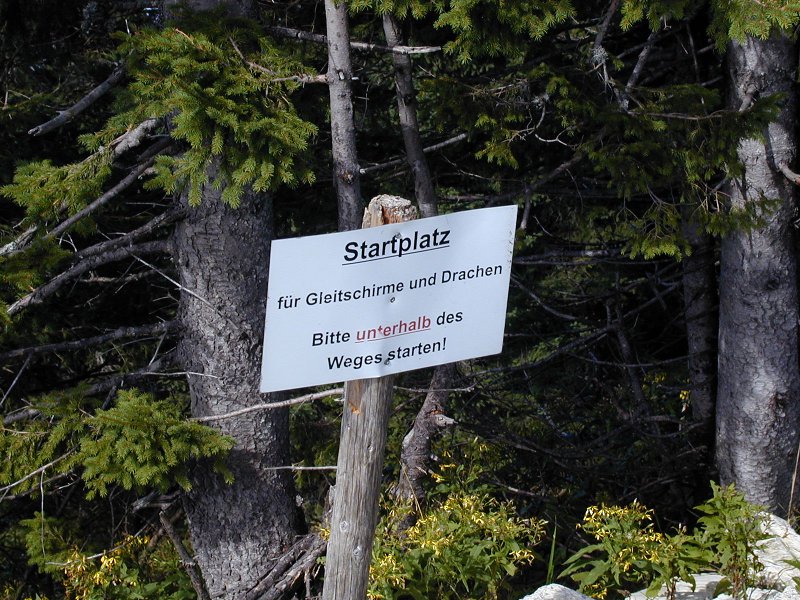 Startplatz
für Gleitschirme und Drachen
Bitte unterhalb des
Weges starten!